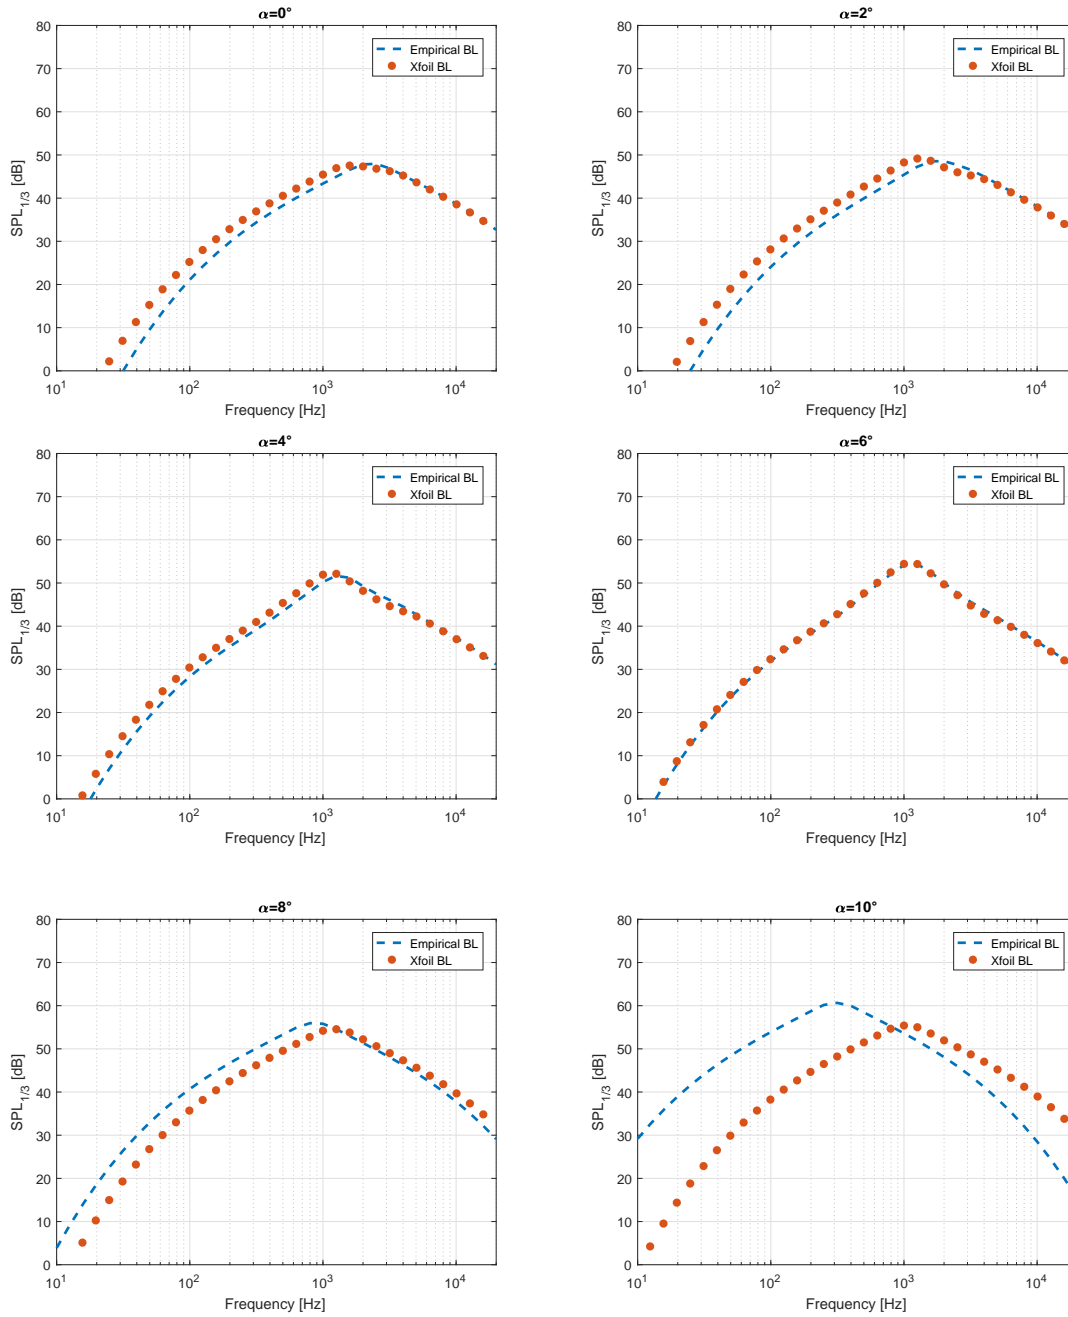 α=0°
80
70
60
50
40
30
20
10
0
SPL1/3 [dB]
Empirical BL
Xfoil BL
10^1 10^2 10^3 10^4
Frequency [Hz]
α=2°
80
70
60
50
40
30
20
10
0
SPL1/3 [dB]
Empirical BL
Xfoil BL
10^1 10^2 10^3 10^4
Frequency [Hz]
α=4°
80
70
60
50
40
30
20
10
0
SPL1/3 [dB]
Empirical BL
Xfoil BL
10^1 10^2 10^3 10^4
Frequency [Hz]
α=6°
80
70
60
50
40
30
20
10
0
SPL1/3 [dB]
Empirical BL
Xfoil BL
10^1 10^2 10^3 10^4
Frequency [Hz]
α=8°
80
70
60
50
40
30
20
10
0
SPL1/3 [dB]
Empirical BL
Xfoil BL
10^1 10^2 10^3 10^4
Frequency [Hz]
α=10°
80
70
60
50
40
30
20
10
0
SPL1/3 [dB]
Empirical BL
Xfoil BL
10^1 10^2 10^3 10^4
Frequency [Hz]